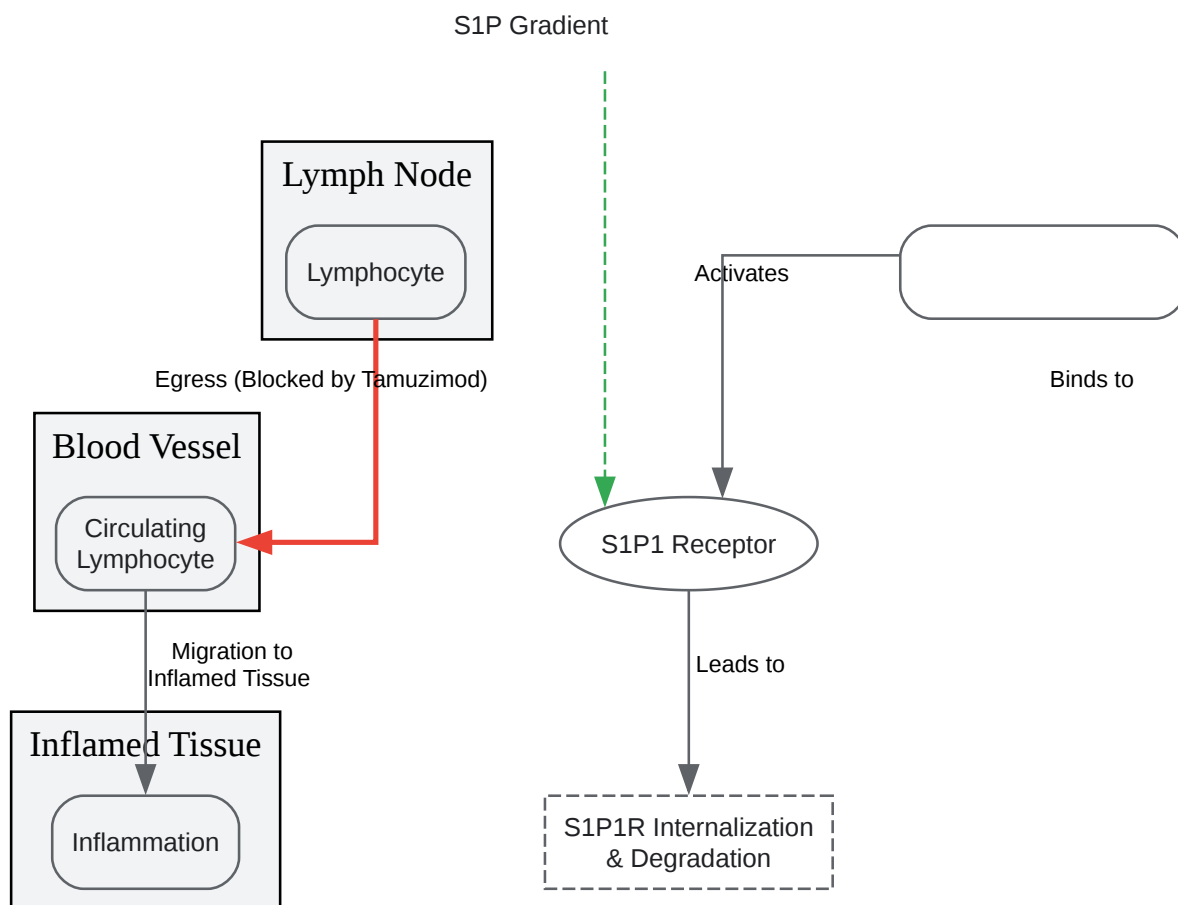 S1P Gradient
Lymph Node
Lymphocyte
Activates
Egress (Blocked by Tamuzimod)
Binds to
Blood Vessel
Circulating
Lymphocyte
S1P1 Receptor
Migration to
Inflamed Tissue
Leads to
Inflamed Tissue
Inflammation
S1P1R Internalization
& Degradation